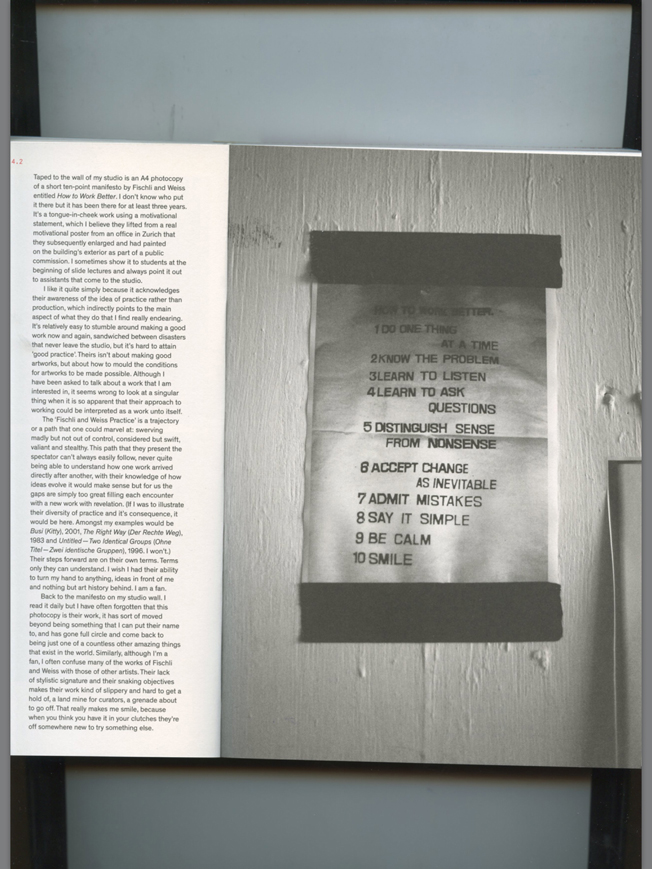 4.2
Taped to the wall of my studio is an A4 photocopy
of a short ten-point manifesto by Fischli and Weiss
entitled How to Work Better. I don't know who put
it there but it has been there for at least three years.
It's a tongue-in-cheek work using a motivational
statement, which I believe they lifted from a real
motivational poster from an office in Zurich that
they subsequently enlarged and had painted
on the building's exterior as part of a public
commission. I sometimes show it to students at the
beginning of slide lectures and always point it out
to assistants that come to the studio.
I like it quite simply because it acknowledges
their awareness of the idea of practice rather than
production, which indirectly points to the main
aspect of what they do that I find really endearing.
It's relatively easy to stumble around making a good
work now and again, sandwiched between disasters
that never leave the studio, but it's hard to attain
'good practice'. Theirs isn't about making good
artworks, but about how to mould the conditions
for artworks to be made possible. Although I
have been asked to talk about a work that I am
interested in, it seems wrong to look at a singular
thing when it is so apparent that their approach to
working could be interpreted as a work unto itself.
The 'Fischli and Weiss Practice' is a trajectory
or a path that one could marvel at: swerving
madly but not out of control, considered but swift,
valiant and stealthy. This path that they present the
spectator can't always easily follow, never quite
being able to understand how one work arrived
directly after another, with their knowledge of how
ideas evolve it would make sense but for us the
gaps are simply too great filling each encounter
with a new work with revelation. (If I was to illustrate
their diversity of practice and it's consequence, it
would be here. Amongst my examples would be
Busi (Kitty), 2001, The Right Way (Der Rechte Weg),
1983 and Untitled – Two Identical Groups (Ohne
Titel – Zwei identische Gruppen), 1996. I won't.)
Their steps forward are on their own terms. Terms
only they can understand. I wish I had their ability
to turn my hand to anything, ideas in front of me
and nothing but art history behind. I am a fan.
Back to the manifesto on my studio wall. I
read it daily but I have often forgotten that this
photocopy is their work, it has sort of moved
beyond being something that I can put their name
to, and has gone full circle and come back to
being just one of a countless other amazing things
that exist in the world. Similarly, although I'm a
fan, I often confuse many of the works of Fischli
and Weiss with those of other artists. Their lack
of stylistic signature and their snaking objectives
makes their work kind of slippery and hard to get a
hold of, a land mine for curators, a grenade about
to go off. That really makes me smile, because
when you think you have it in your clutches they're
off somewhere new to try something else.
HOW TO WORK BETTER.
1 DO ONE THING
AT A TIME
2 KNOW THE PROBLEM
3 LEARN TO LISTEN
4 LEARN TO ASK
QUESTIONS
5 DISTINGUISH SENSE
FROM NONSENSE
6 ACCEPT CHANGE
AS INEVITABLE
7 ADMIT MISTAKES
8 SAY IT SIMPLE
9 BE CALM
10 SMILE